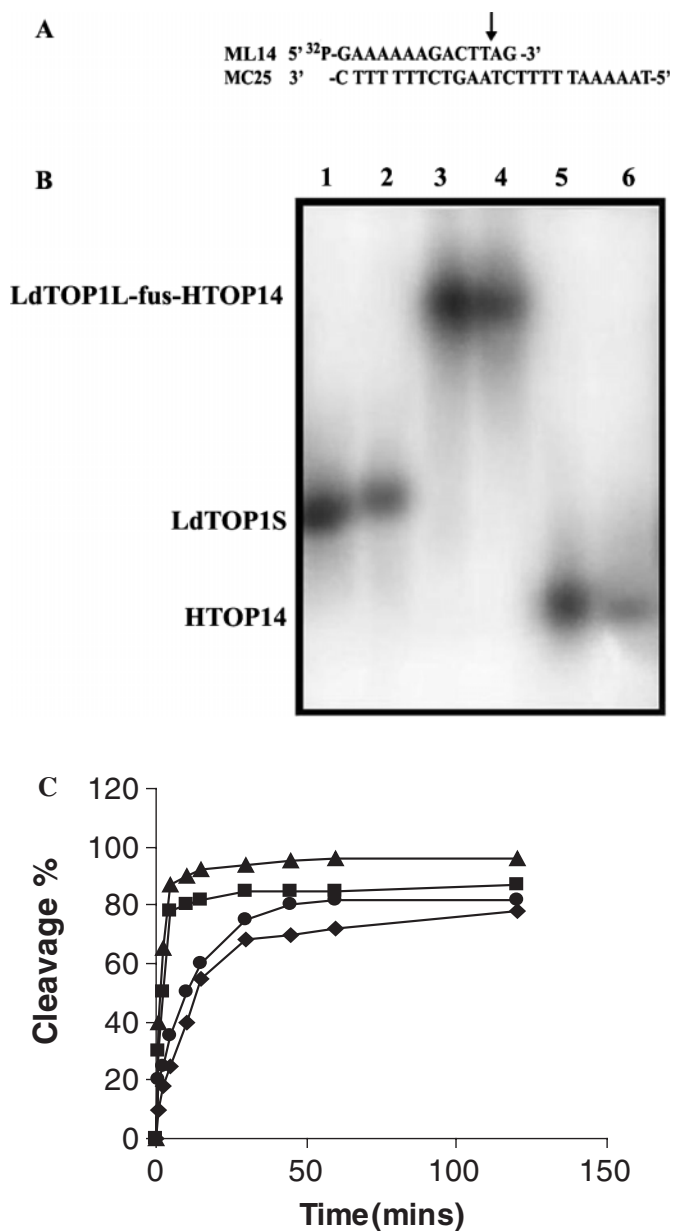 A
ML14 5’ 32P-GAAAAAAGACTTAG -3’
MC25 3’ -C TTT TTTCTGAATCTTTT TAAAAAT-5’
B
1 2 3 4 5 6
LdTOP1L-fus-HTOP14
LdTOP1S
HTOP14
C
120
100
80
60
40
20
0
Cleavage %
0 50 100 150
Time(mins)